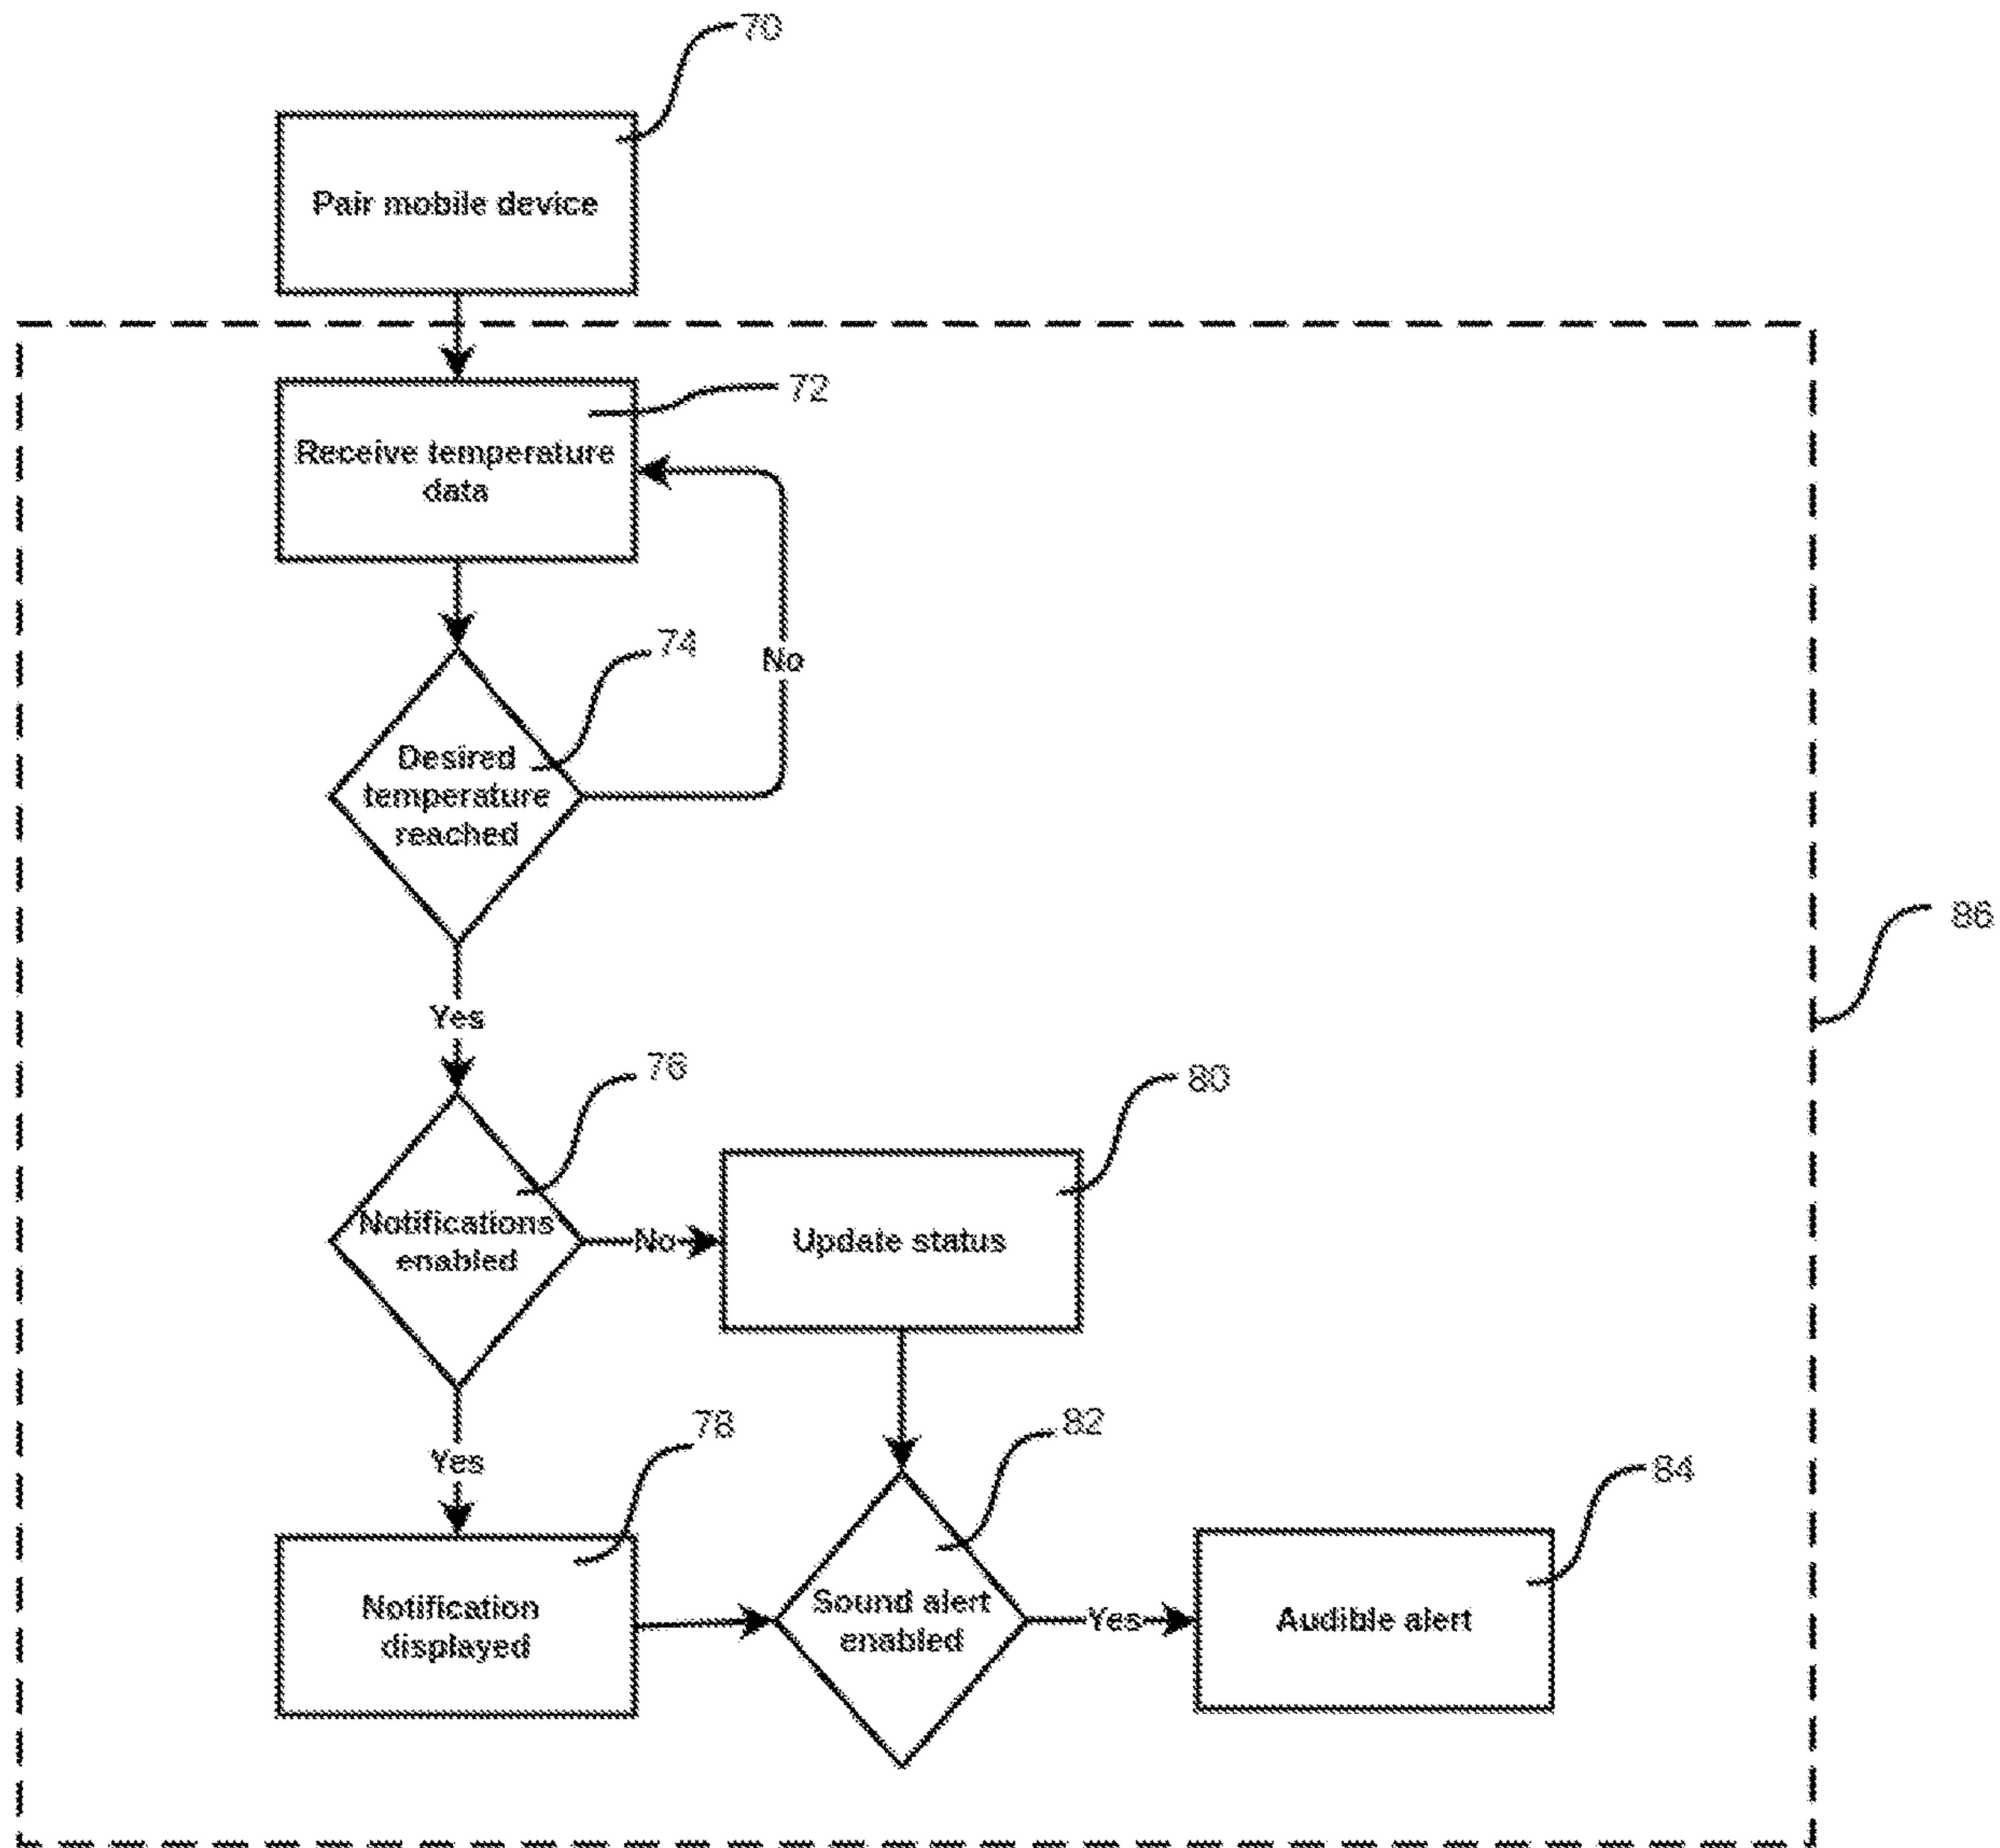 70
Pair mobile device
72
Receive temperature
data
74
No
Desired
temperature
reached
86
Yes
76
80
Notifications
enabled
No
Update status
78
82
Yes
84
Notification
displayed
Sound alert
enabled
Yes
Audible alert